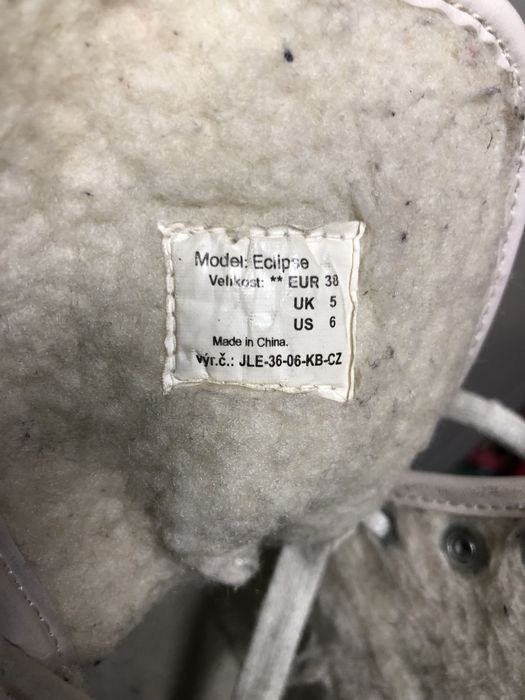 Model: Eclipse
Velikost: ** EUR 38
UK 5
US 6
Made in China.
Výr.č.: JLE-36-06-KB-CZ